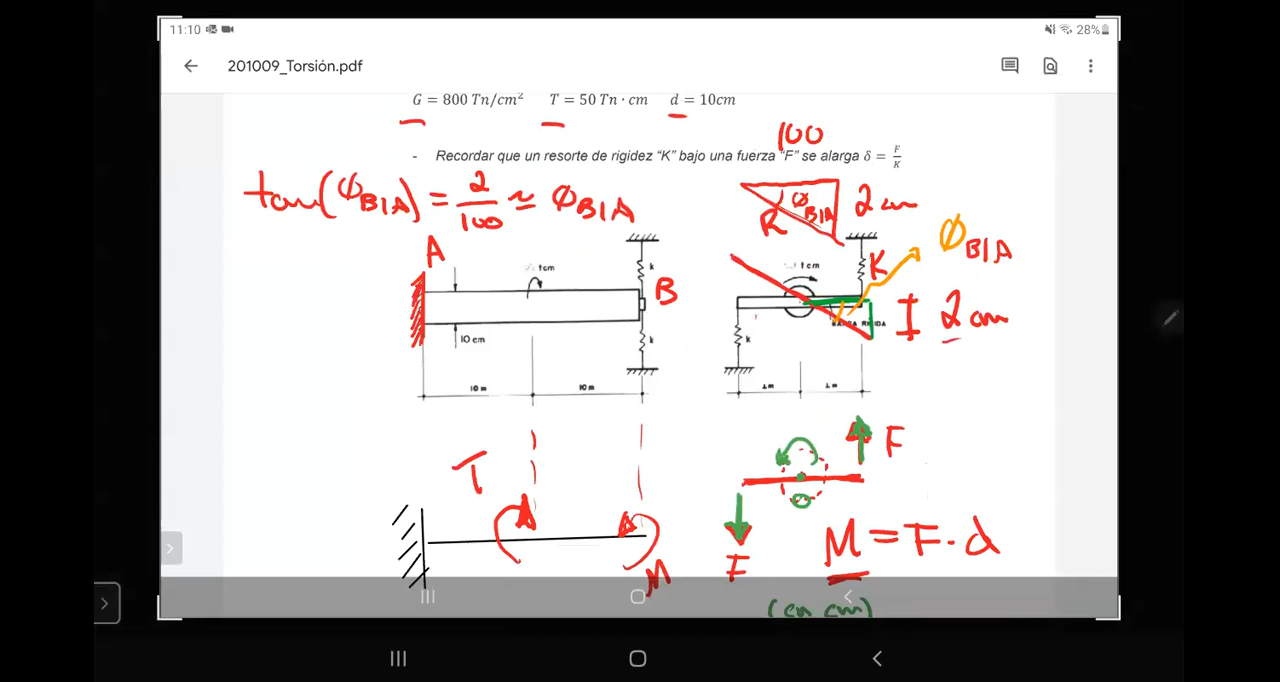 11:10 28%
201009_Torsión.pdf
G = 800 Tn/cm² T = 50 Tn · cm d = 10cm
100
- Recordar que un resorte de rigidez “K” bajo una fuerza “F” se alarga δ = F/K
tan(ϕB/A) = 2/100 ≈ ϕB/A
R ϕB/A 2 cm
ϕB/A
A
K
k
B
I 2 cm
10 cm
k
k
10 m 10 m
1m 1m
T
F
M = F·d
F
M
(en cm)